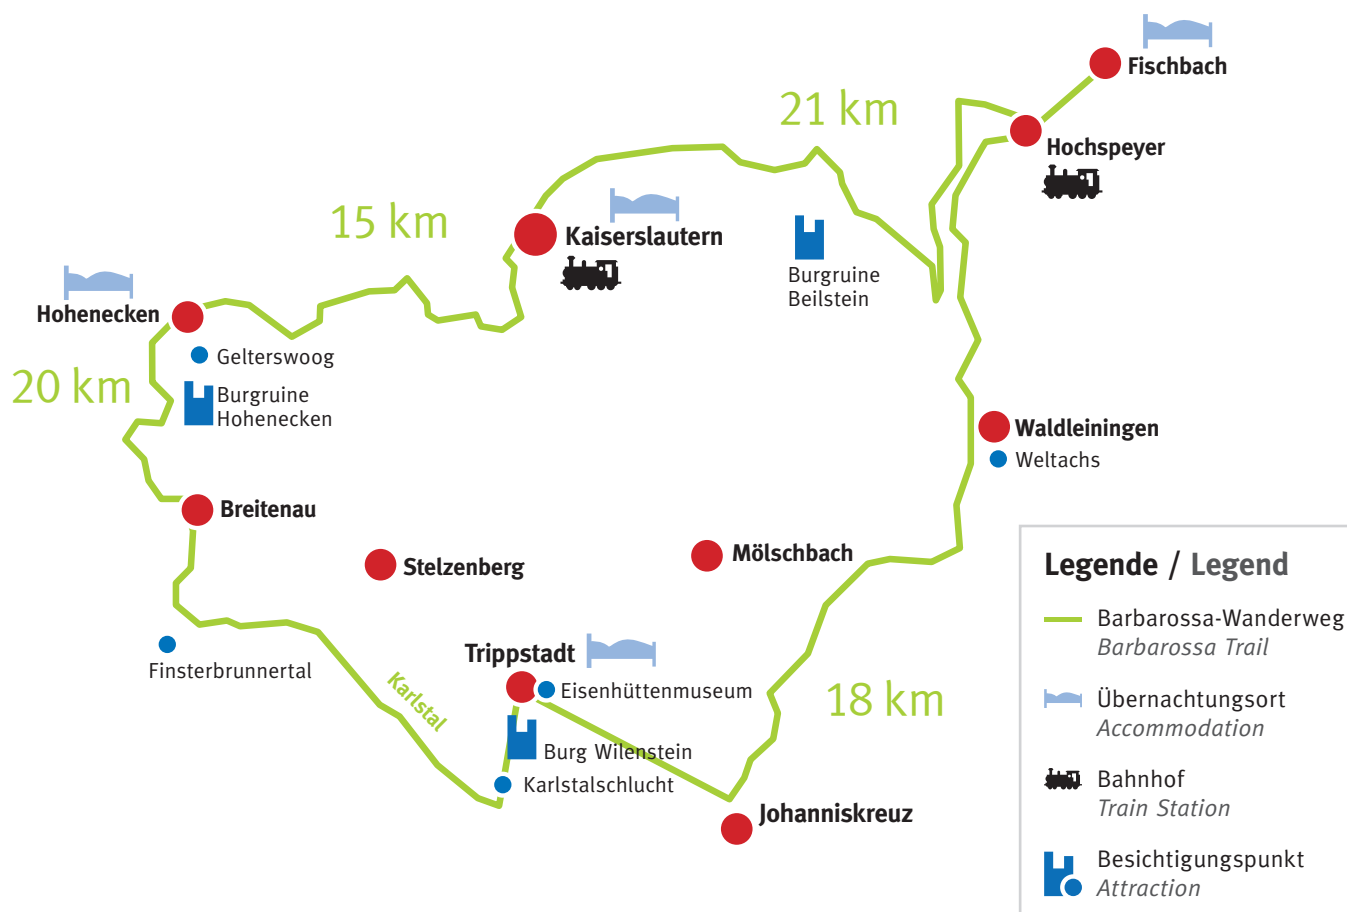 Fischbach
21 km
Hochspeyer
15 km
Kaiserslautern
Burgruine
Beilstein
Hohenecken
Gelterswoog
20 km
Burgruine
Hohenecken
Waldleiningen
Weltachs
Breitenau
Stelzenberg
Mölschbach
Finsterbrunnertal
Karlstal
Trippstadt
Eisenhüttenmuseum
18 km
Burg Wilenstein
Karlstalschlucht
Johanniskreuz
Legende / Legend
Barbarossa-Wanderweg
Barbarossa Trail
Übernachtungsort
Accommodation
Bahnhof
Train Station
Besichtigungspunkt
Attraction